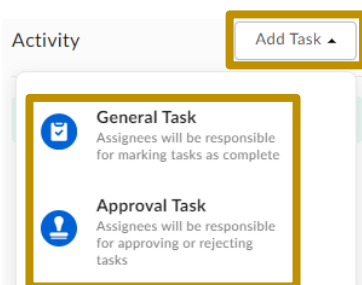 Activity
Add Task
General Task
Assignees will be responsible
for marking tasks as complete
Approval Task
Assignees will be responsible
for approving or rejecting
tasks